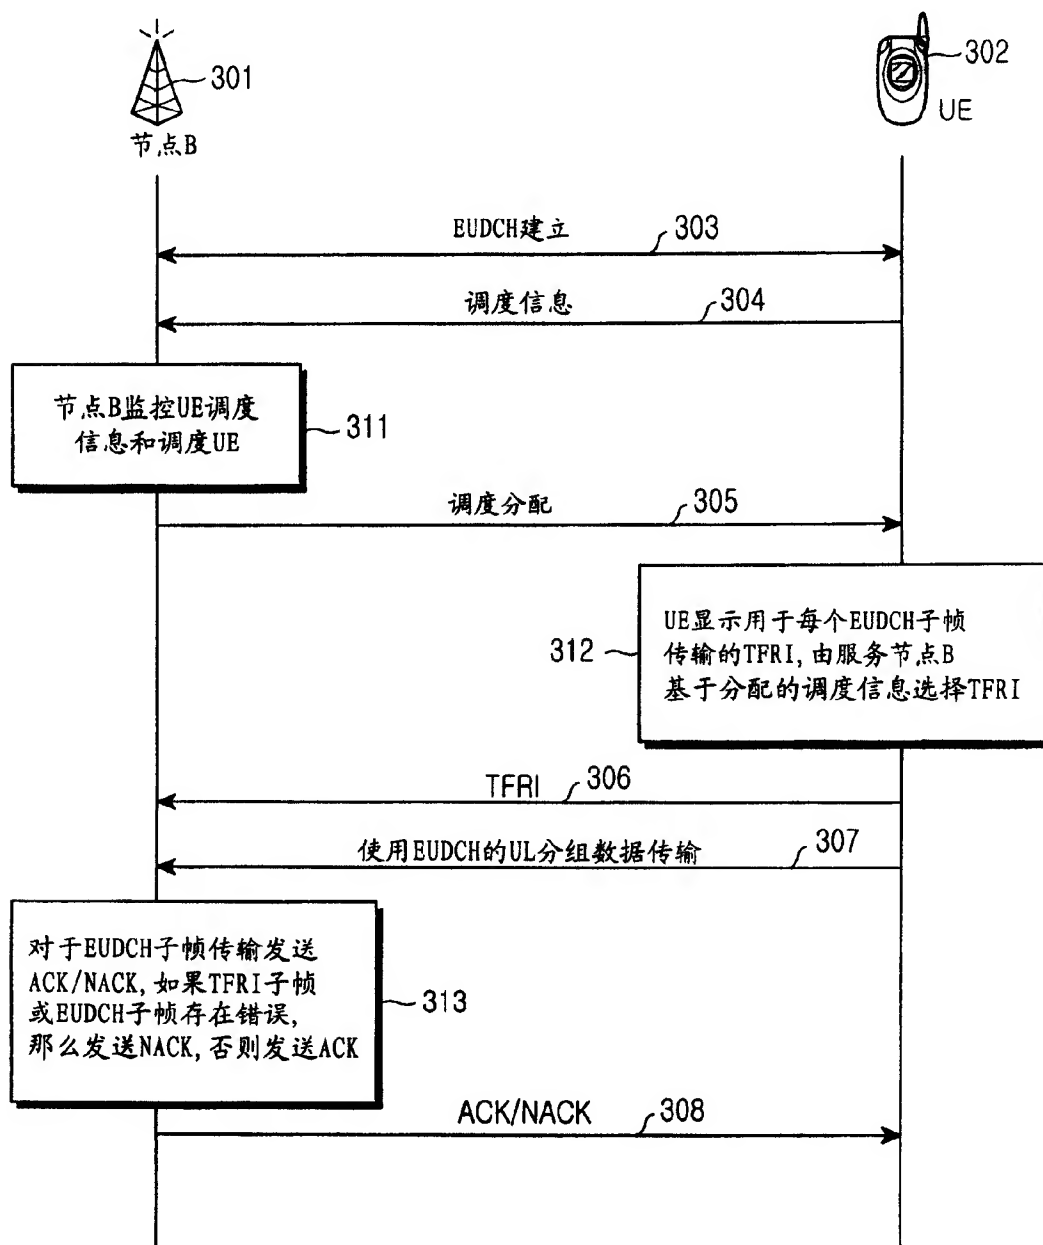 301
302
节点B
UE
EUDCH建立
303
调度信息
304
节点B监控UE调度
信息和调度UE
311
调度分配
305
UE显示用于每个EUDCH子帧
传输的TFRI,由服务节点B
基于分配的调度信息选择TFRI
312
TFRI
306
使用EUDCH的UL分组数据传输
307
对于EUDCH子帧传输发送
ACK/NACK,如果TFRI子帧
或EUDCH子帧存在错误,
那么发送NACK,否则发送ACK
313
ACK/NACK
308